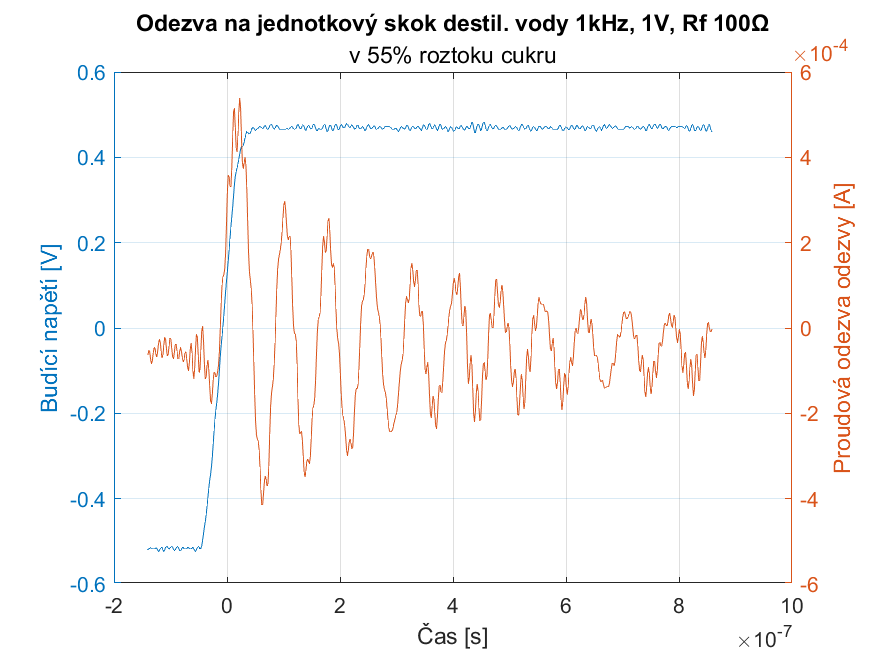 Odezva na jednotkový skok destil. vody 1kHz, 1V, Rf 100Ω
v 55% roztoku cukru
×10^-4
0.6
0.4
0.2
0
-0.2
-0.4
-0.6
Budící napětí [V]
6
4
2
0
-2
-4
-6
Proudová odezva odezvy [A]
-2 0 2 4 6 8 10
Čas [s]
×10^-7